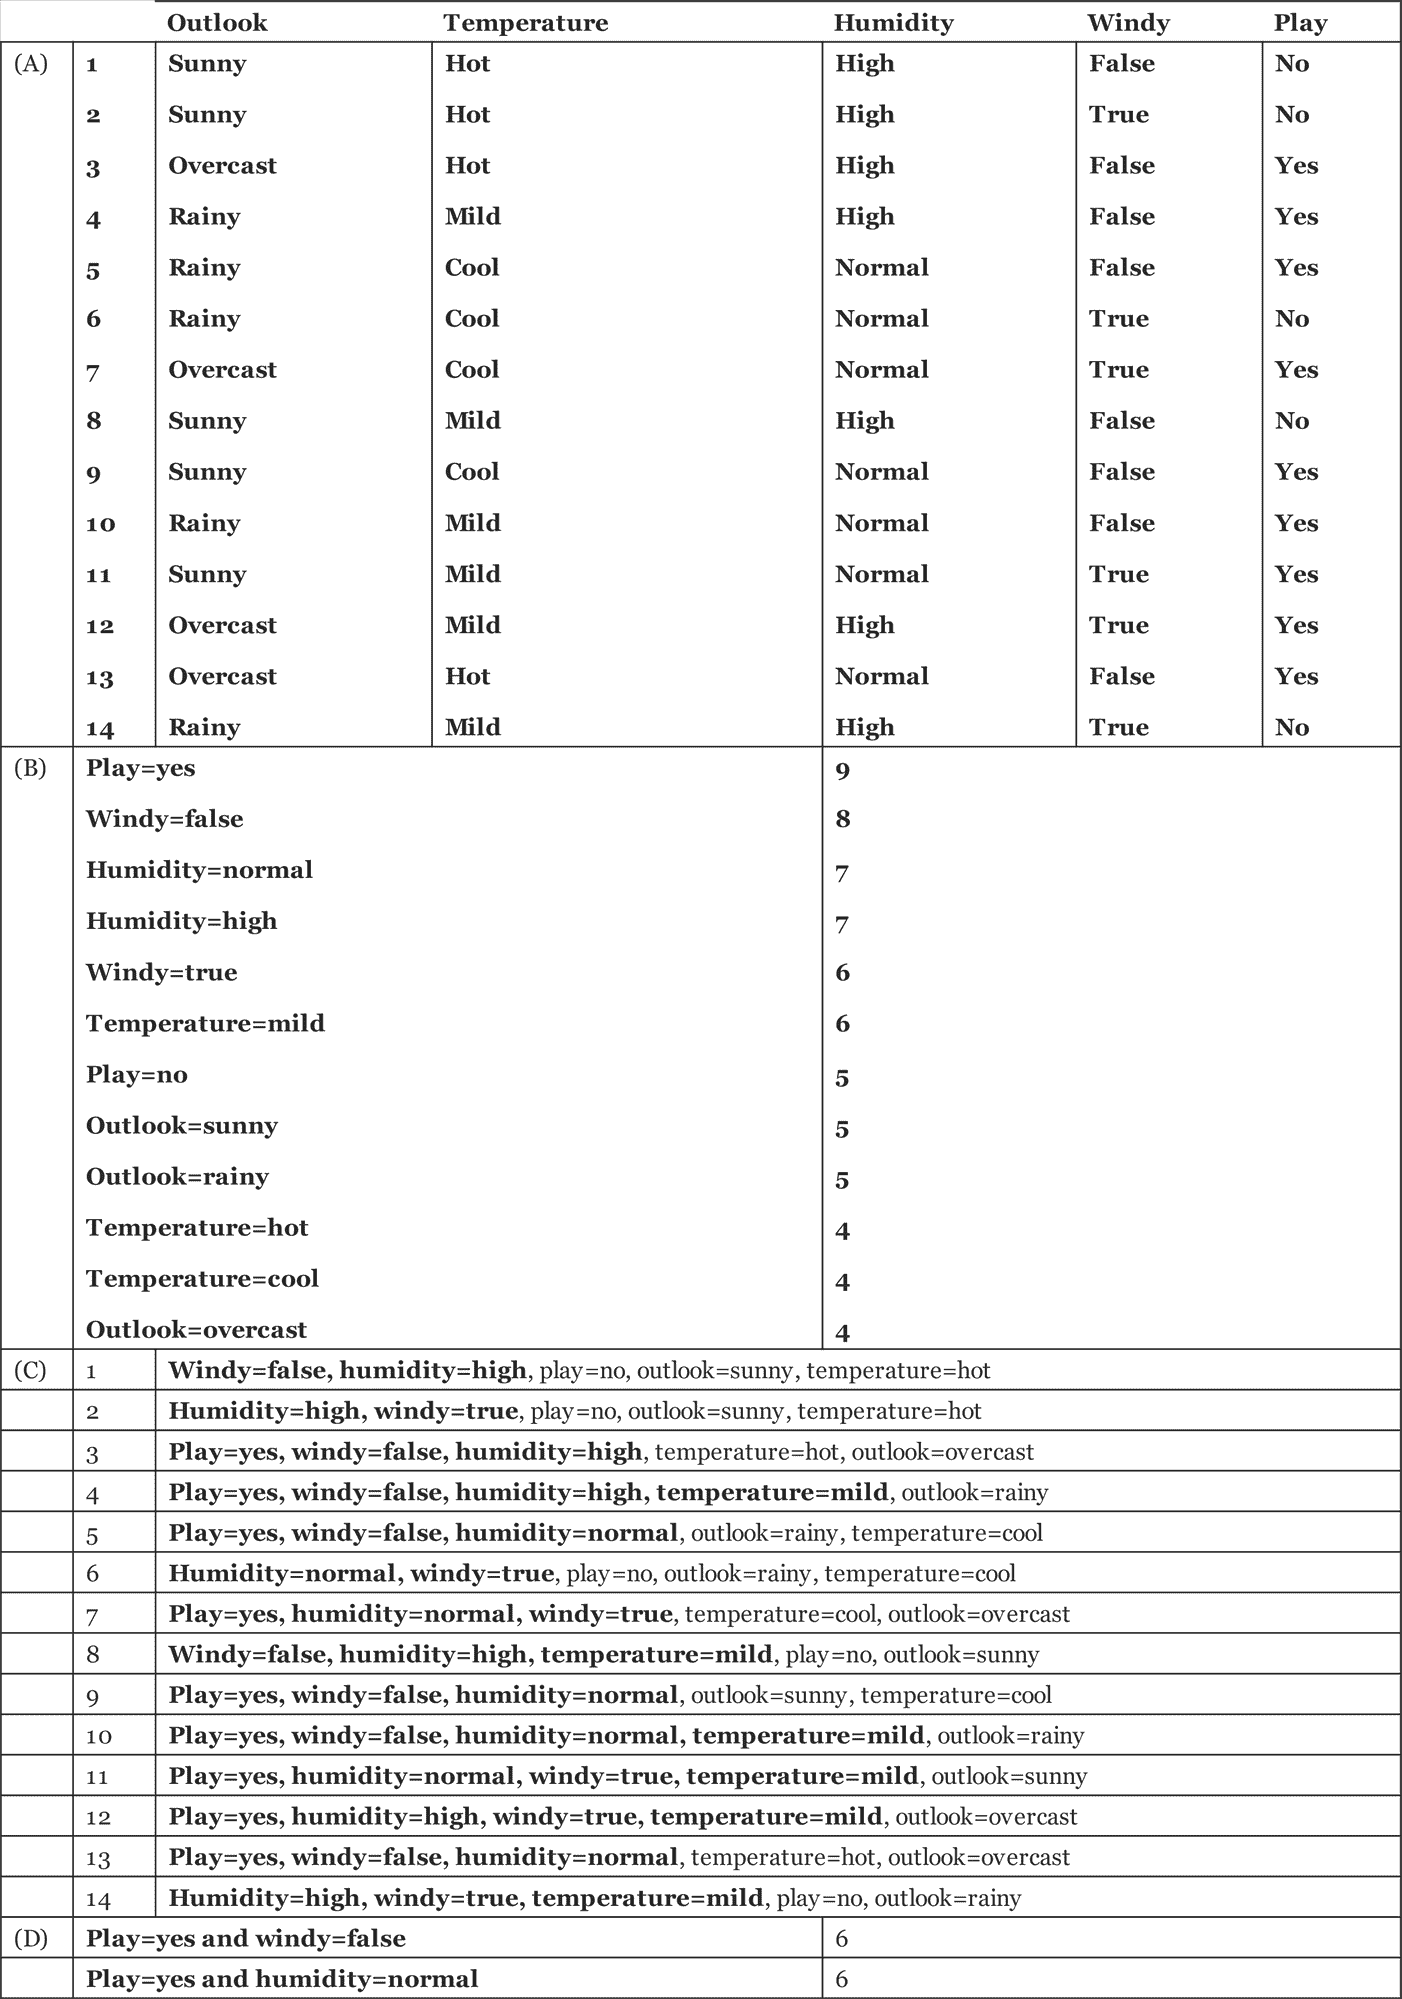 Outlook Temperature Humidity Windy Play
(A) 1 Sunny Hot High False No
2 Sunny Hot High True No
3 Overcast Hot High False Yes
4 Rainy Mild High False Yes
5 Rainy Cool Normal False Yes
6 Rainy Cool Normal True No
7 Overcast Cool Normal True Yes
8 Sunny Mild High False No
9 Sunny Cool Normal False Yes
10 Rainy Mild Normal False Yes
11 Sunny Mild Normal True Yes
12 Overcast Mild High True Yes
13 Overcast Hot Normal False Yes
14 Rainy Mild High True No
(B) Play=yes 9
Windy=false 8
Humidity=normal 7
Humidity=high 7
Windy=true 6
Temperature=mild 6
Play=no 5
Outlook=sunny 5
Outlook=rainy 5
Temperature=hot 4
Temperature=cool 4
Outlook=overcast 4
(C) 1 Windy=false, humidity=high, play=no, outlook=sunny, temperature=hot
2 Humidity=high, windy=true, play=no, outlook=sunny, temperature=hot
3 Play=yes, windy=false, humidity=high, temperature=hot, outlook=overcast
4 Play=yes, windy=false, humidity=high, temperature=mild, outlook=rainy
5 Play=yes, windy=false, humidity=normal, outlook=rainy, temperature=cool
6 Humidity=normal, windy=true, play=no, outlook=rainy, temperature=cool
7 Play=yes, humidity=normal, windy=true, temperature=cool, outlook=overcast
8 Windy=false, humidity=high, temperature=mild, play=no, outlook=sunny
9 Play=yes, windy=false, humidity=normal, outlook=sunny, temperature=cool
10 Play=yes, windy=false, humidity=normal, temperature=mild, outlook=rainy
11 Play=yes, humidity=normal, windy=true, temperature=mild, outlook=sunny
12 Play=yes, humidity=high, windy=true, temperature=mild, outlook=overcast
13 Play=yes, windy=false, humidity=normal, temperature=hot, outlook=overcast
14 Humidity=high, windy=true, temperature=mild, play=no, outlook=rainy
(D) Play=yes and windy=false 6
Play=yes and humidity=normal 6